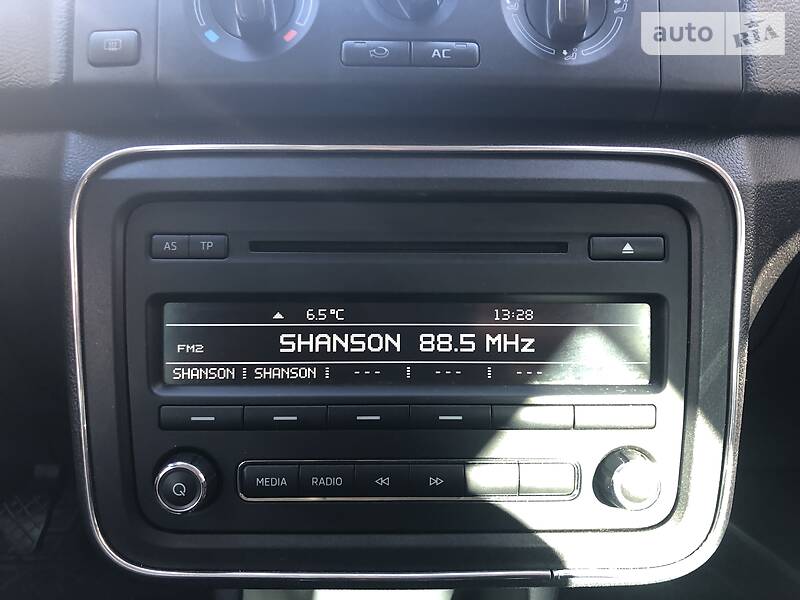 auto RIA
AC
AS TP
6.5°C 13:28
FM2 SHANSON 88.5 MHz
SHANSON SHANSON --- --- ---
MEDIA RADIO